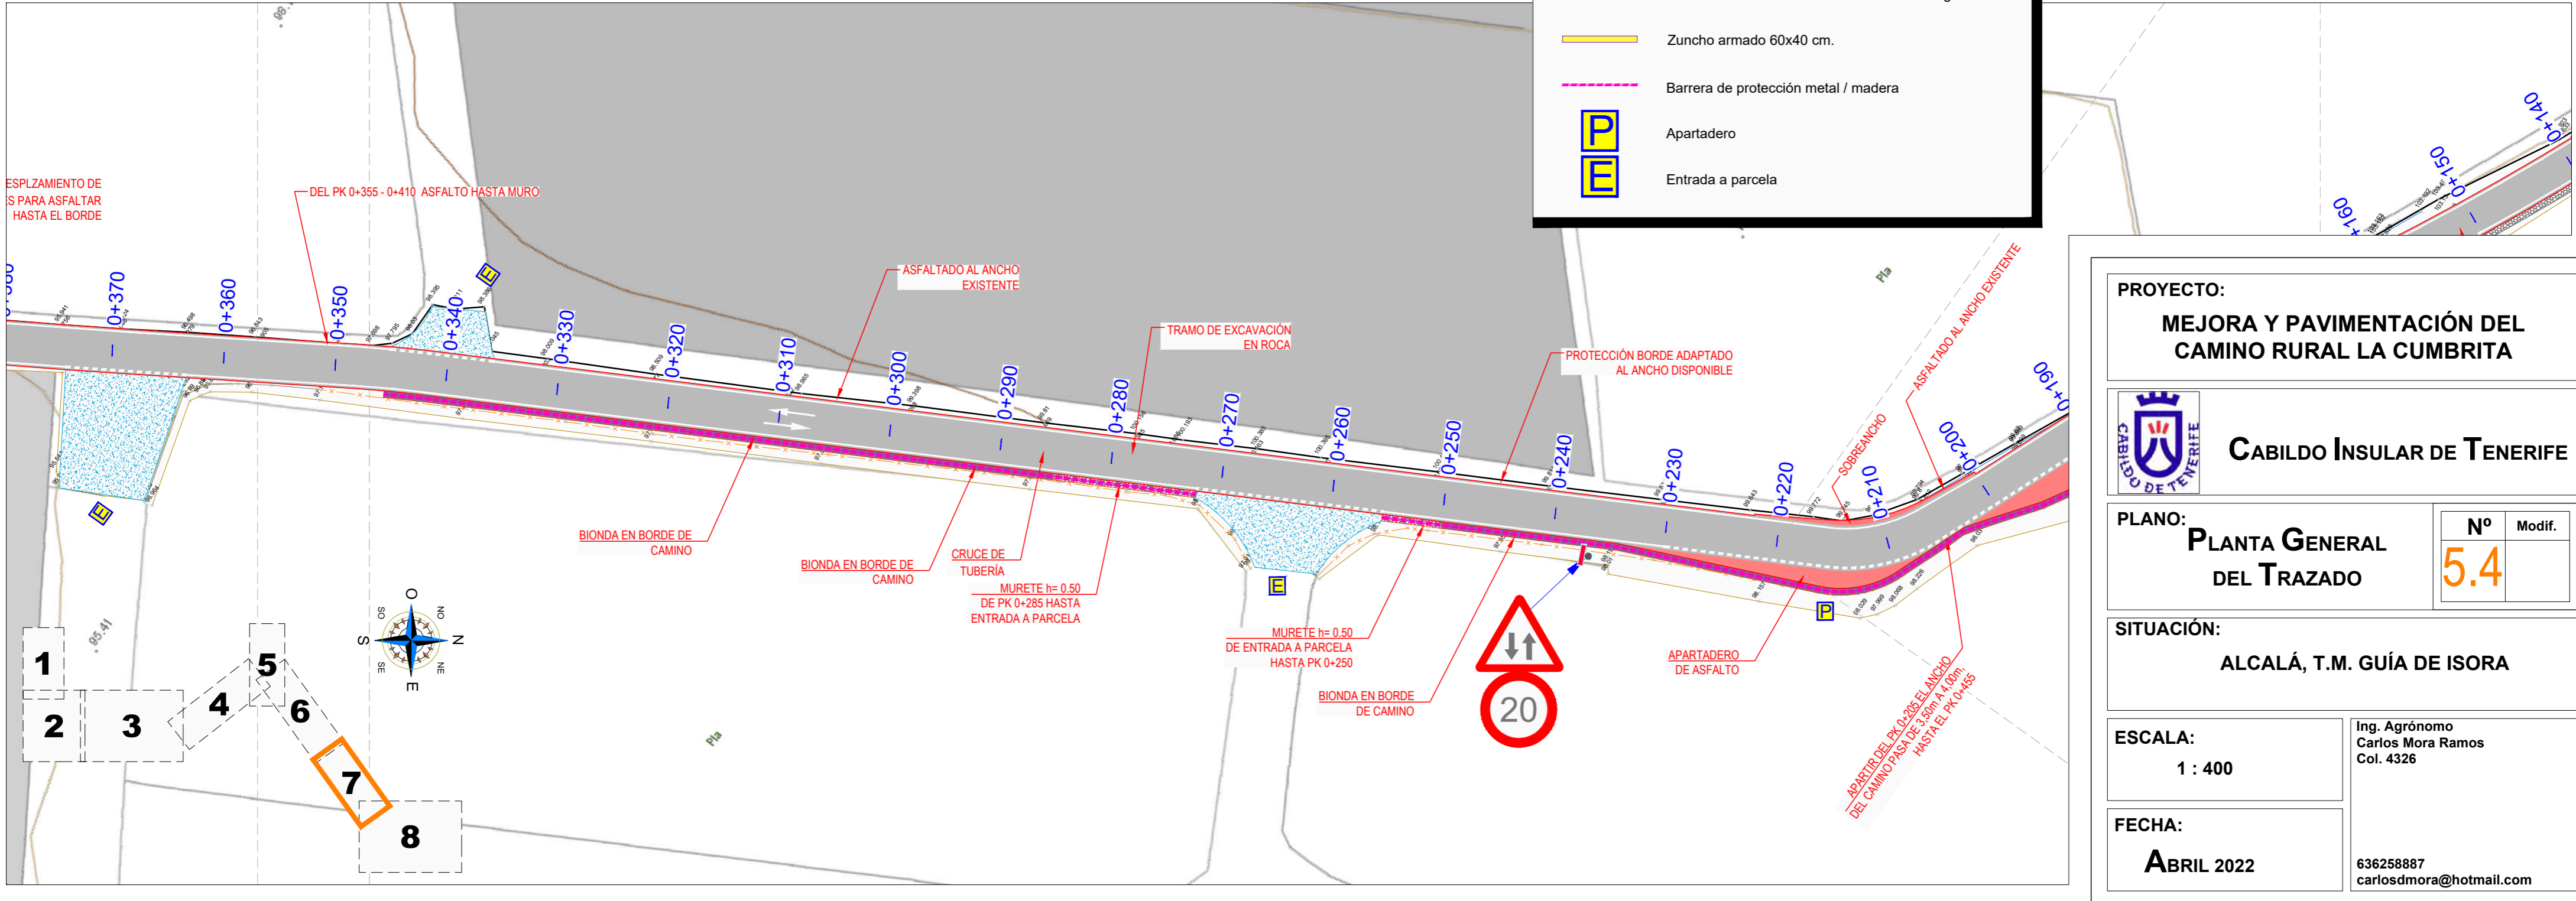 Zuncho armado 60x40 cm.
Barrera de protección metal / madera
P
Apartadero
E
Entrada a parcela
ESPLZAMIENTO DE
S PARA ASFALTAR
HASTA EL BORDE
DEL PK 0+355 - 0+410 ASFALTO HASTA MURO
ASFALTADO AL ANCHO
EXISTENTE
TRAMO DE EXCAVACIÓN
EN ROCA
PROTECCIÓN BORDE ADAPTADO
AL ANCHO DISPONIBLE
SOBREANCHO
ASFALTADO AL ANCHO EXISTENTE
0+370
0+360
0+350
0+340
0+330
0+320
0+310
0+300
0+290
0+280
0+270
0+260
0+250
0+240
0+230
0+220
0+210
0+200
0+190
0+160
0+150
0+140
E
E
E
P
Pla
Pla
95.41
BIONDA EN BORDE DE
CAMINO
BIONDA EN BORDE DE
CAMINO
CRUCE DE
TUBERÍA
MURETE h= 0.50
DE PK 0+285 HASTA
ENTRADA A PARCELA
MURETE h= 0.50
DE ENTRADA A PARCELA
HASTA PK 0+250
BIONDA EN BORDE
DE CAMINO
20
APARTADERO
DE ASFALTO
APARTIR DEL PK 0+205 EL ANCHO
DEL CAMINO PASA DE 3,50m A 4,00m,
HASTA EL PK 0+455
O
NO
N
NE
E
SE
S
SO
1
2
3
4
5
6
7
8
PROYECTO:
MEJORA Y PAVIMENTACIÓN DEL
CAMINO RURAL LA CUMBRITA
CABILDO DE TENERIFE
CABILDO INSULAR DE TENERIFE
PLANO:
PLANTA GENERAL
DEL TRAZADO
Nº
Modif.
5.4
SITUACIÓN:
ALCALÁ, T.M. GUÍA DE ISORA
ESCALA:
1 : 400
Ing. Agrónomo
Carlos Mora Ramos
Col. 4326
FECHA:
ABRIL 2022
636258887
carlosdmora@hotmail.com